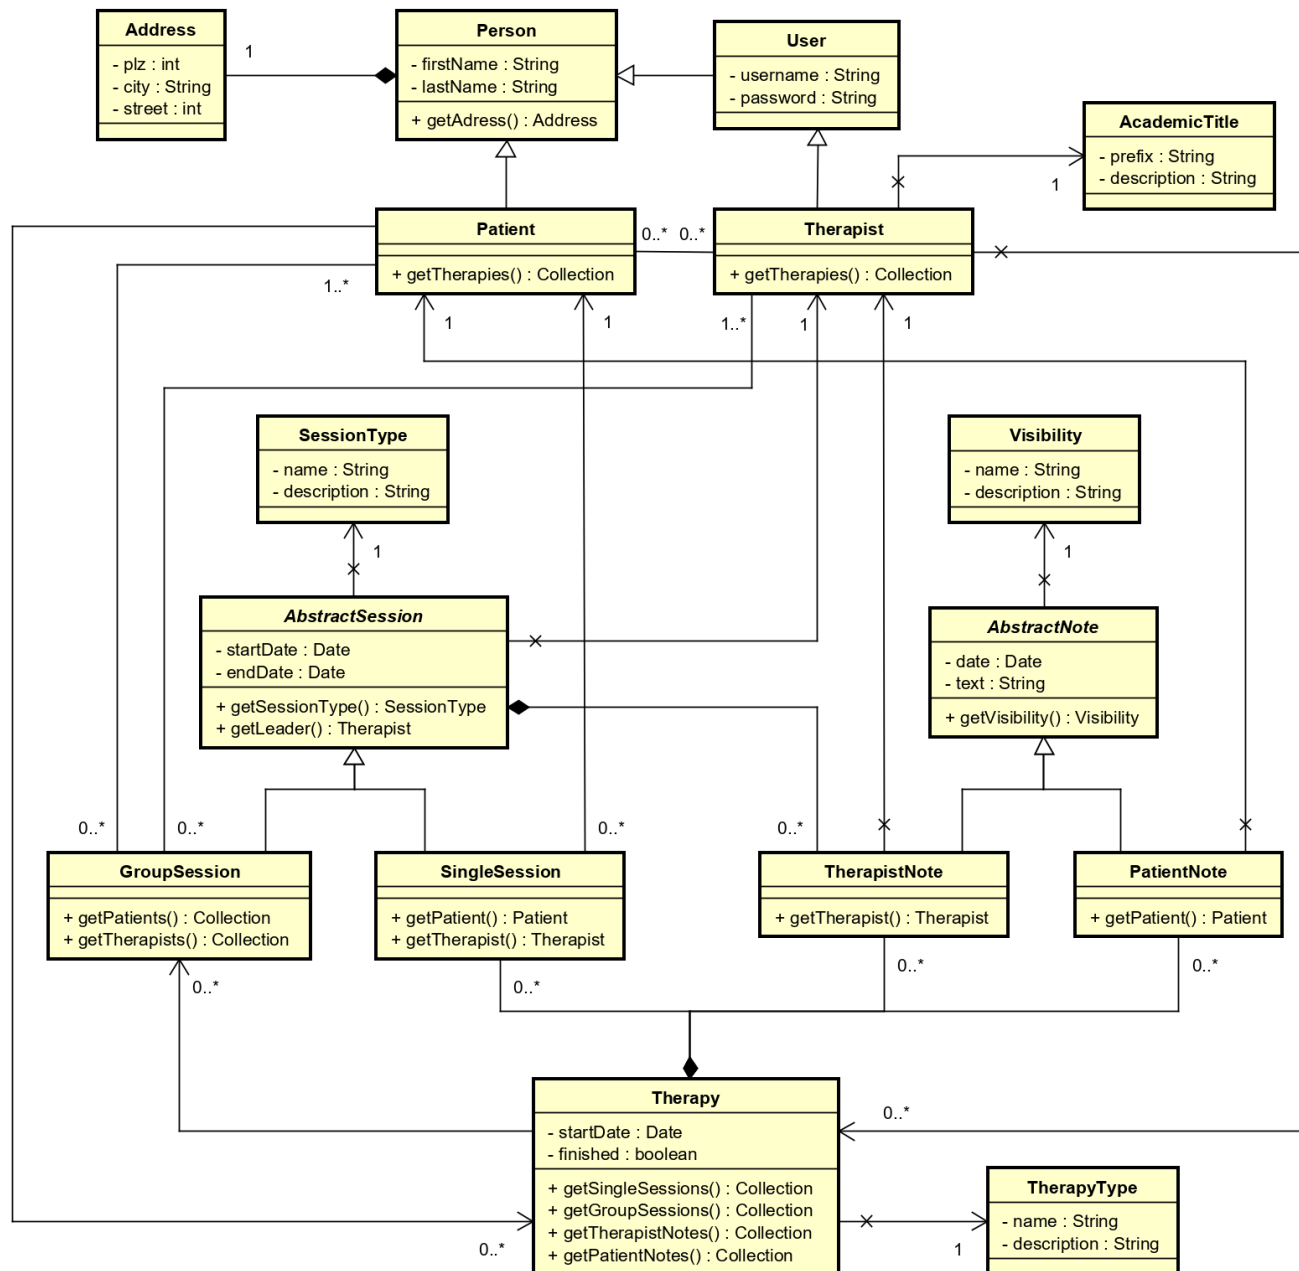 Address
- plz : int
- city : String
- street : int
1
Person
- firstName : String
- lastName : String
+ getAdress() : Address
User
- username : String
- password : String
AcademicTitle
- prefix : String
- description : String
1
Patient
+ getTherapies() : Collection
0..*
0..*
Therapist
+ getTherapies() : Collection
1..*
1
1
1..*
1
1
SessionType
- name : String
- description : String
1
Visibility
- name : String
- description : String
1
AbstractSession
- startDate : Date
- endDate : Date
+ getSessionType() : SessionType
+ getLeader() : Therapist
AbstractNote
- date : Date
- text : String
+ getVisibility() : Visibility
0..*
0..*
0..*
0..*
GroupSession
+ getPatients() : Collection
+ getTherapists() : Collection
SingleSession
+ getPatient() : Patient
+ getTherapist() : Therapist
TherapistNote
+ getTherapist() : Therapist
PatientNote
+ getPatient() : Patient
0..*
0..*
0..*
0..*
Therapy
- startDate : Date
- finished : boolean
+ getSingleSessions() : Collection
+ getGroupSessions() : Collection
+ getTherapistNotes() : Collection
+ getPatientNotes() : Collection
0..*
0..*
1
TherapyType
- name : String
- description : String